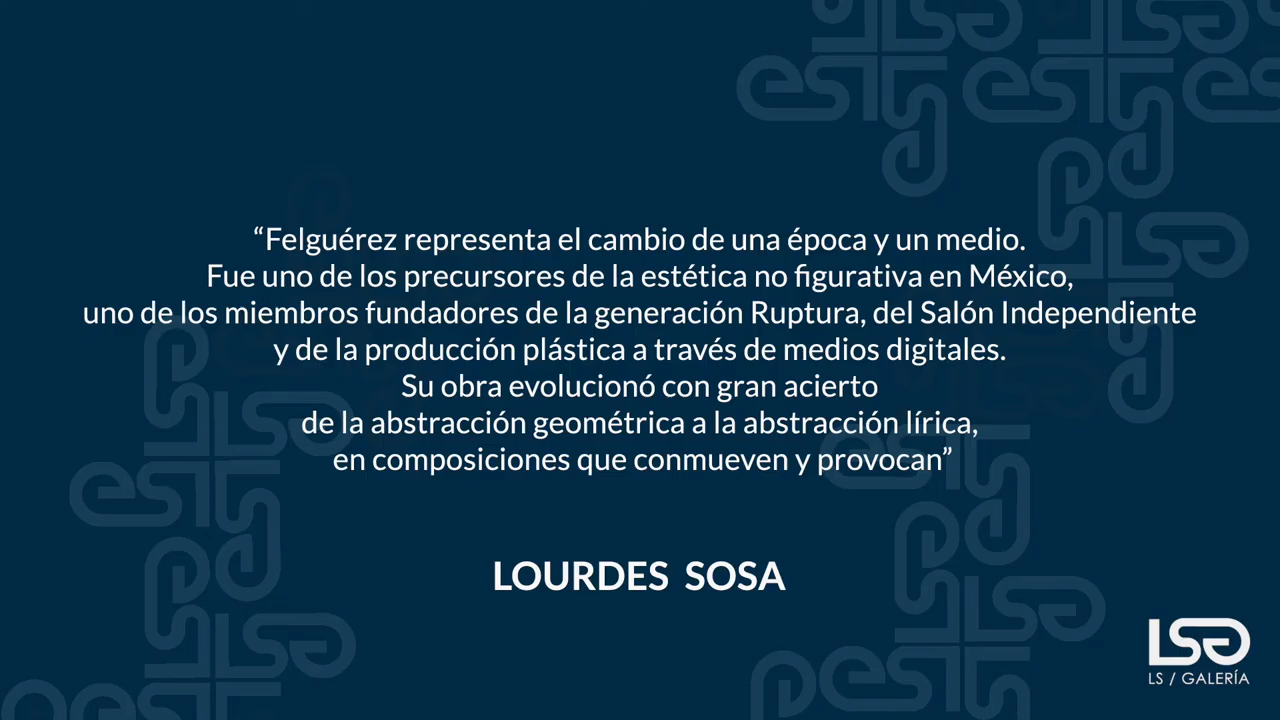 “Felguérez representa el cambio de una época y un medio.
Fue uno de los precursores de la estética no figurativa en México,
uno de los miembros fundadores de la generación Ruptura, del Salón Independiente
y de la producción plástica a través de medios digitales.
Su obra evolucionó con gran acierto
de la abstracción geométrica a la abstracción lírica,
en composiciones que conmueven y provocan”
LOURDES SOSA
LSG
LS / GALERÍA